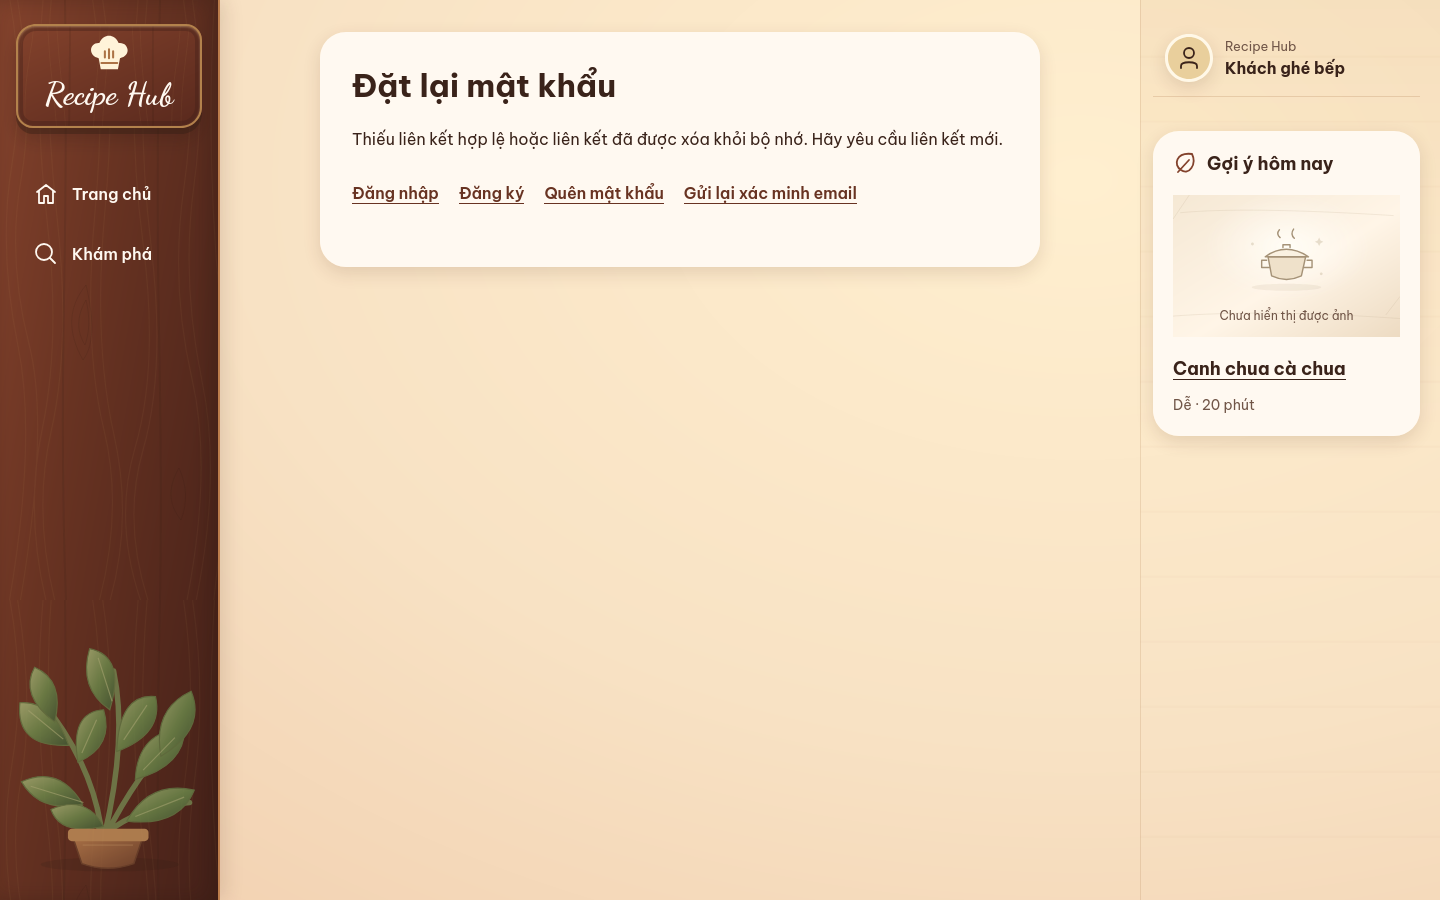 Recipe Hub
Trang chủ
Khám phá
Đặt lại mật khẩu
Thiếu liên kết hợp lệ hoặc liên kết đã được xóa khỏi bộ nhớ. Hãy yêu cầu liên kết mới.
Đăng nhập Đăng ký Quên mật khẩu Gửi lại xác minh email
Recipe Hub
Khách ghé bếp
Gợi ý hôm nay
Chưa hiển thị được ảnh
Canh chua cà chua
Dễ · 20 phút